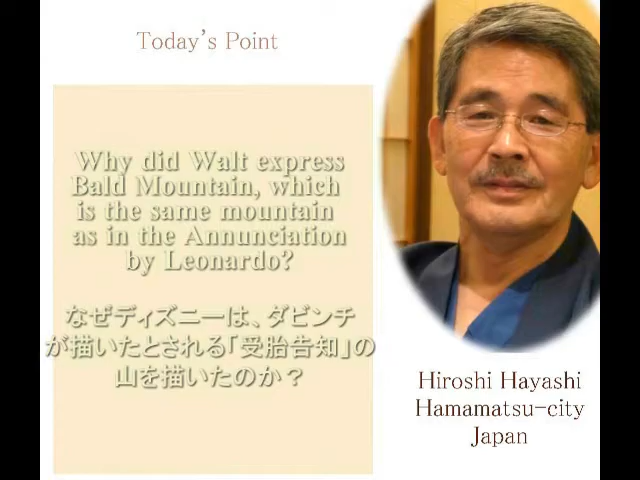 Today's Point
Why did Walt express
Bald Mountain, which
is the same mountain
as in the Annunciation
by Leonardo?
なぜディズニーは、ダビンチ
が描いたとされる「受胎告知」の
山を描いたのか？
Hiroshi Hayashi
Hamamatsu-city
Japan